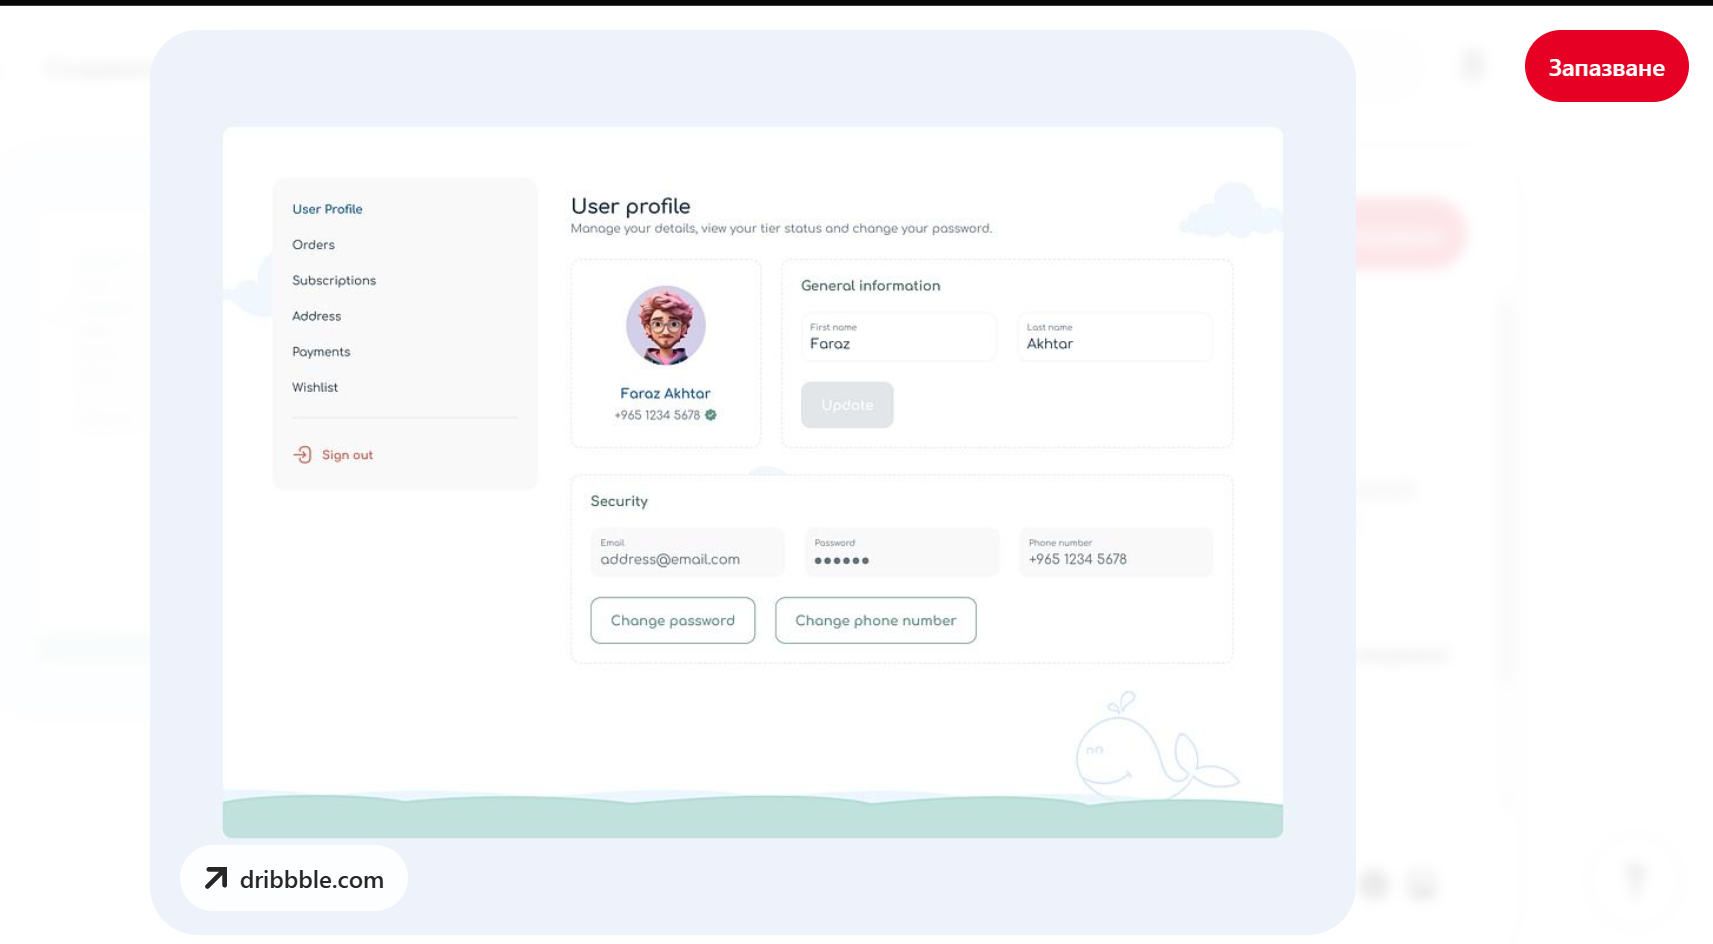 Запазване
User Profile
Orders
Subscriptions
Address
Payments
Wishlist
Sign out
User profile
Manage your details, view your tier status and change your password.
Faraz Akhtar
+965 1234 5678
General information
First name
Faraz
Last name
Akhtar
Update
Security
Email
address@email.com
Password
Phone number
+965 1234 5678
Change password
Change phone number
dribbble.com